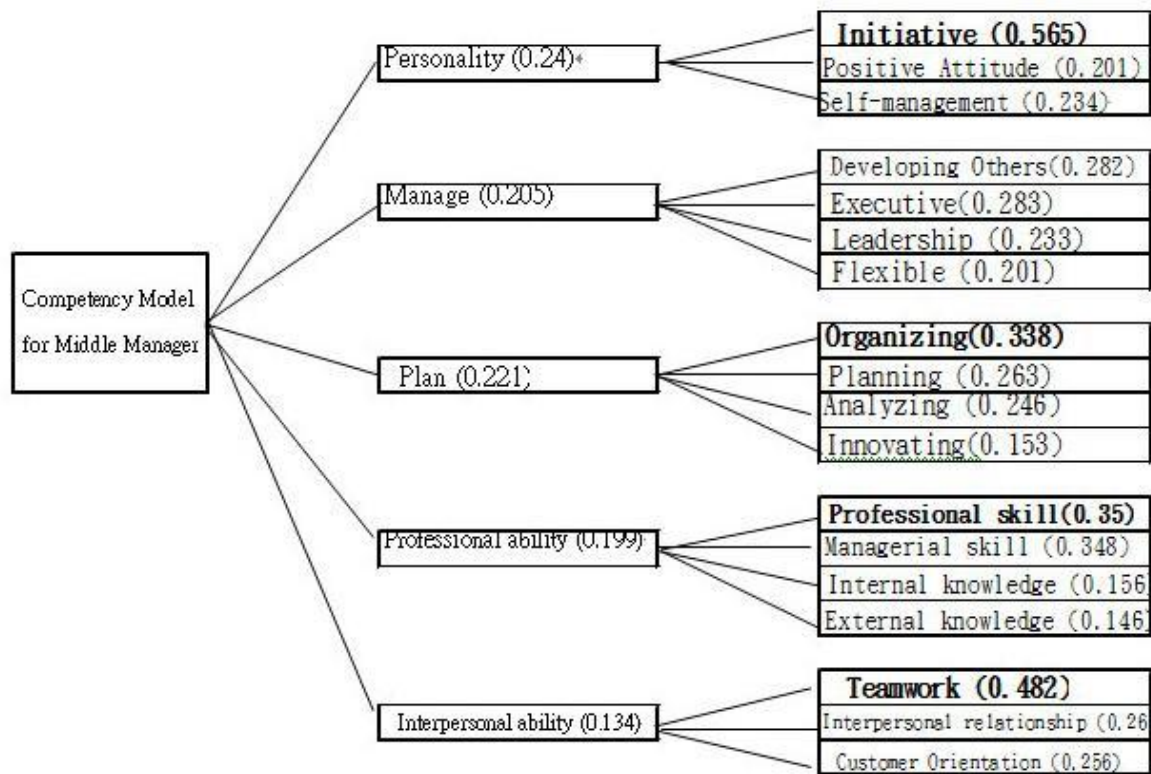 Competency Model
for Middle Manager
Personality (0.24)
Initiative (0.565)
Positive Attitude (0.201)
Self-management (0.234)
Manage (0.205)
Developing Others(0.282)
Executive(0.283)
Leadership (0.233)
Flexible (0.201)
Plan (0.221)
Organizing(0.338)
Planning (0.263)
Analyzing (0.246)
Innovating(0.153)
Professional ability (0.199)
Professional skill(0.35)
Managerial skill (0.348)
Internal knowledge (0.156
External knowledge (0.146
Interpersonal ability (0.134)
Teamwork (0.482)
Interpersonal relationship (0.26
Customer Orientation (0.256)